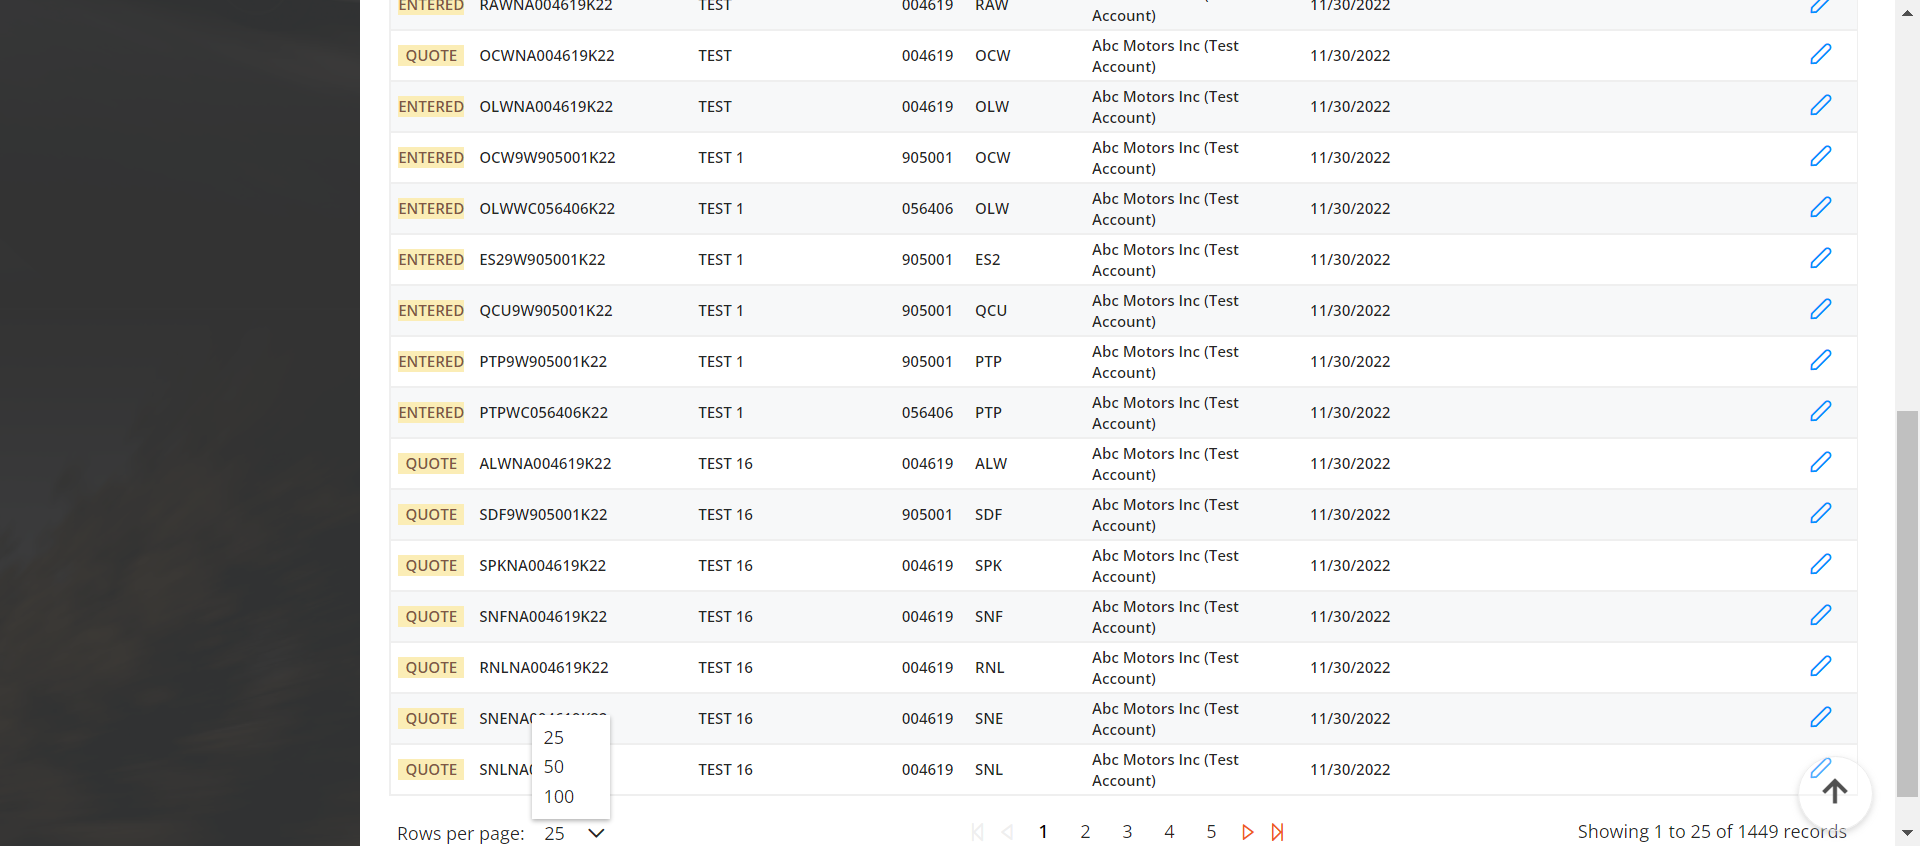 ENTERED RAWNA004619K22 TEST 004619 RAW Account) 11/30/2022
QUOTE OCWNA004619K22 TEST 004619 OCW Abc Motors Inc (Test Account) 11/30/2022
ENTERED OLWNA004619K22 TEST 004619 OLW Abc Motors Inc (Test Account) 11/30/2022
ENTERED OCW9W905001K22 TEST 1 905001 OCW Abc Motors Inc (Test Account) 11/30/2022
ENTERED OLWWC056406K22 TEST 1 056406 OLW Abc Motors Inc (Test Account) 11/30/2022
ENTERED ES29W905001K22 TEST 1 905001 ES2 Abc Motors Inc (Test Account) 11/30/2022
ENTERED QCU9W905001K22 TEST 1 905001 QCU Abc Motors Inc (Test Account) 11/30/2022
ENTERED PTP9W905001K22 TEST 1 905001 PTP Abc Motors Inc (Test Account) 11/30/2022
ENTERED PTPWC056406K22 TEST 1 056406 PTP Abc Motors Inc (Test Account) 11/30/2022
QUOTE ALWNA004619K22 TEST 16 004619 ALW Abc Motors Inc (Test Account) 11/30/2022
QUOTE SDF9W905001K22 TEST 16 905001 SDF Abc Motors Inc (Test Account) 11/30/2022
QUOTE SPKNA004619K22 TEST 16 004619 SPK Abc Motors Inc (Test Account) 11/30/2022
QUOTE SNFNA004619K22 TEST 16 004619 SNF Abc Motors Inc (Test Account) 11/30/2022
QUOTE RNLNA004619K22 TEST 16 004619 RNL Abc Motors Inc (Test Account) 11/30/2022
QUOTE TEST 16 004619 SNE Abc Motors Inc (Test Account) 11/30/2022
QUOTE TEST 16 004619 SNL Abc Motors Inc (Test Account) 11/30/2022
25
50
100
Rows per page: 25 1 2 3 4 5 Showing 1 to 25 of 1449 records